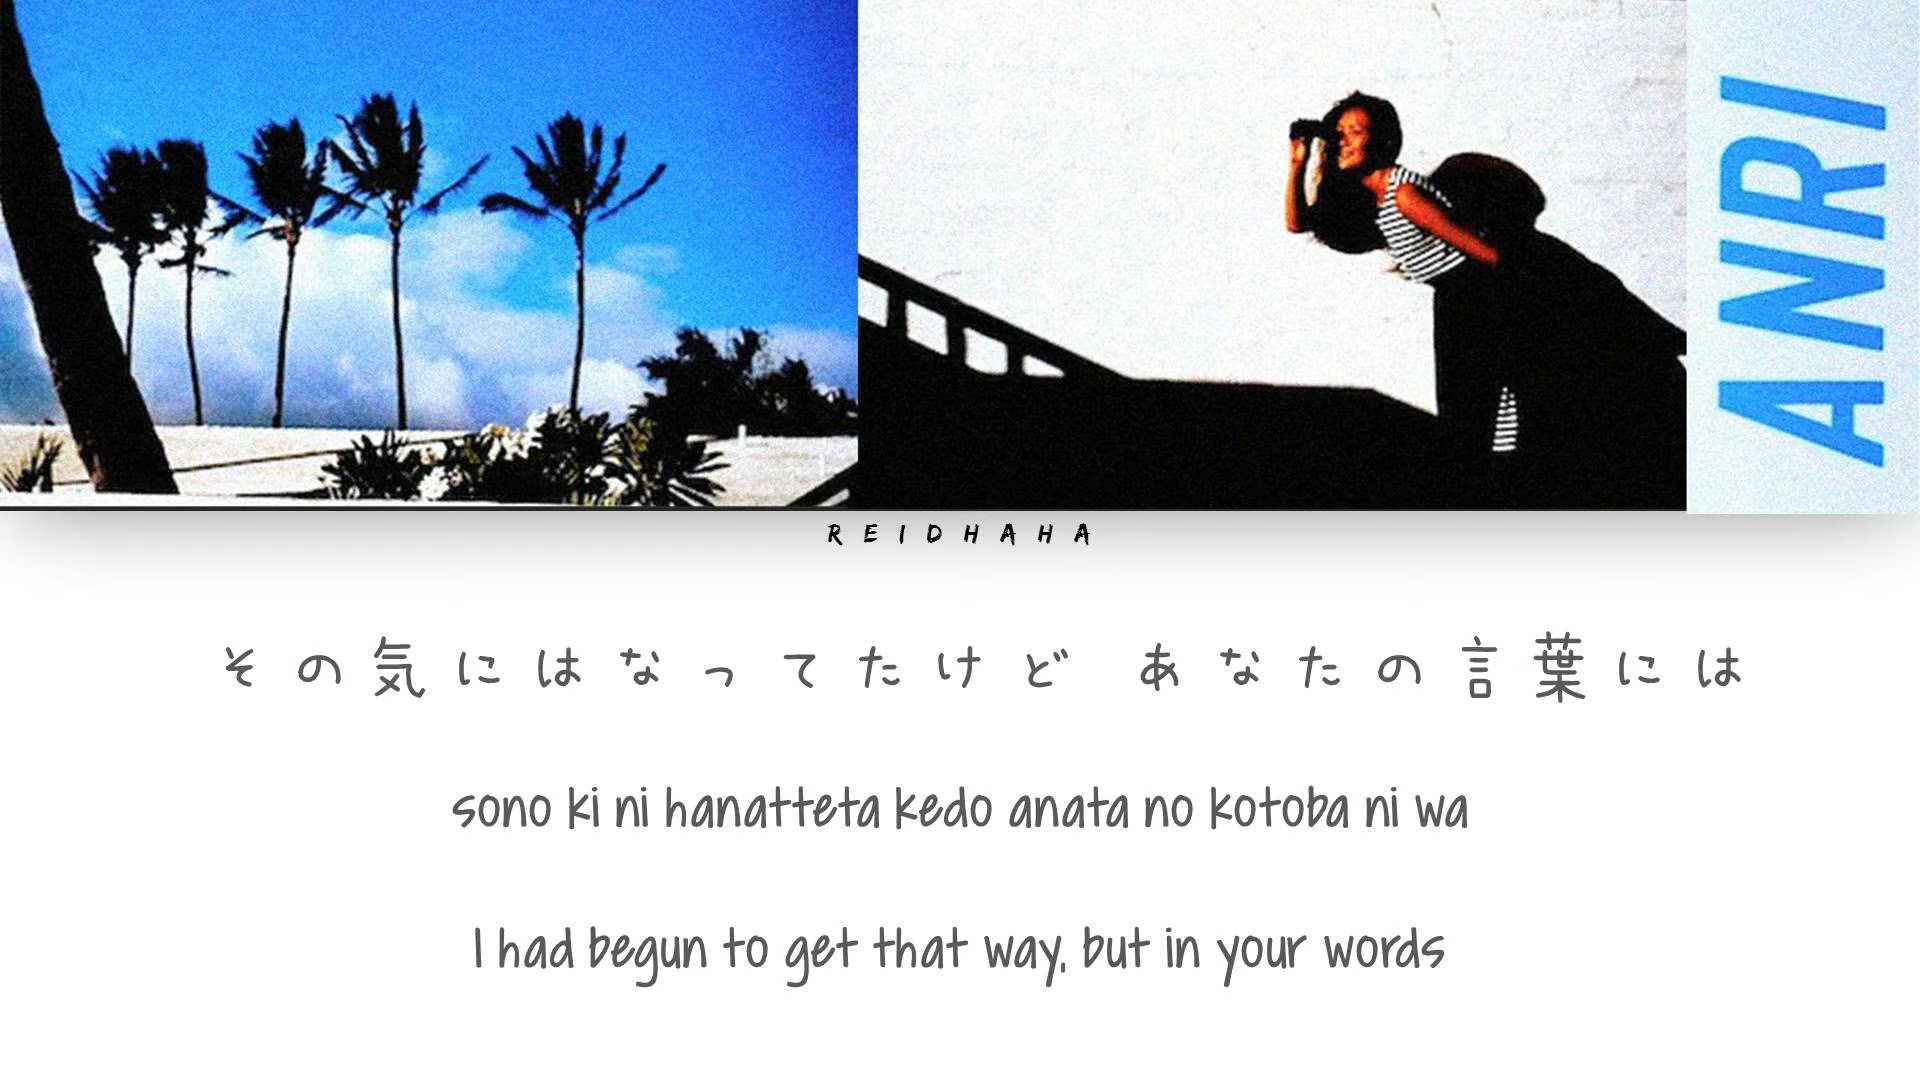 ANRI
REIDHAHA
その気にはなってたけど あなたの言葉には
sono ki ni hanatteta kedo anata no kotoba ni wa
I had begun to get that way, but in your words